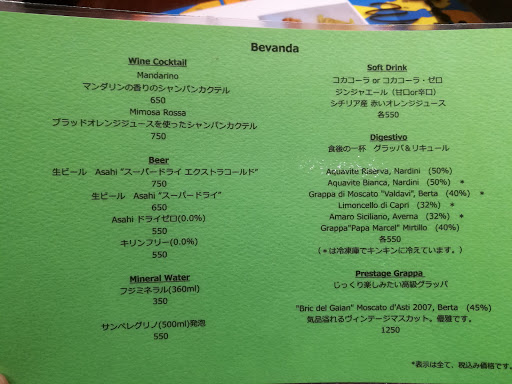 Bevanda
Wine Cocktail
Mandarino
マンダリンの香りのシャンパンカクテル
650
Mimosa Rossa
ブラッドオレンジジュースを使ったシャンパンカクテル
750
Beer
生ビール Asahi "スーパードライ エクストラコールド"
750
生ビール Asahi "スーパードライ"
650
Asahi ドライゼロ(0.0%)
550
キリンフリー(0.0%)
550
Mineral Water
フジミネラル(360ml)
350
サンペレグリノ(500ml)発泡
550
Soft Drink
コカコーラ or コカコーラ・ゼロ
ジンジャエール（甘口or辛口）
シチリア産 赤いオレンジジュース
各550
Digestivo
食後の一杯 グラッパ＆リキュール
Aquavite Riserva, Nardini (50%)
Aquavite Bianca, Nardini (50%) *
Grappa di Moscato "Valdavi", Berta (40%) *
Limoncello di Capri (32%) *
Amaro Siciliano, Averna (32%) *
Grappa"Papa Marcel" Mirtillo (40%)
各550
（＊は冷凍庫でキンキンに冷えています。）
Prestage Grappa
じっくり楽しみたい高級グラッパ
"Bric del Gaian" Moscato d'Asti 2007, Berta (45%)
気品溢れるヴィンテージマスカット。優雅です。
1250
*表示は全て、税込み価格です。